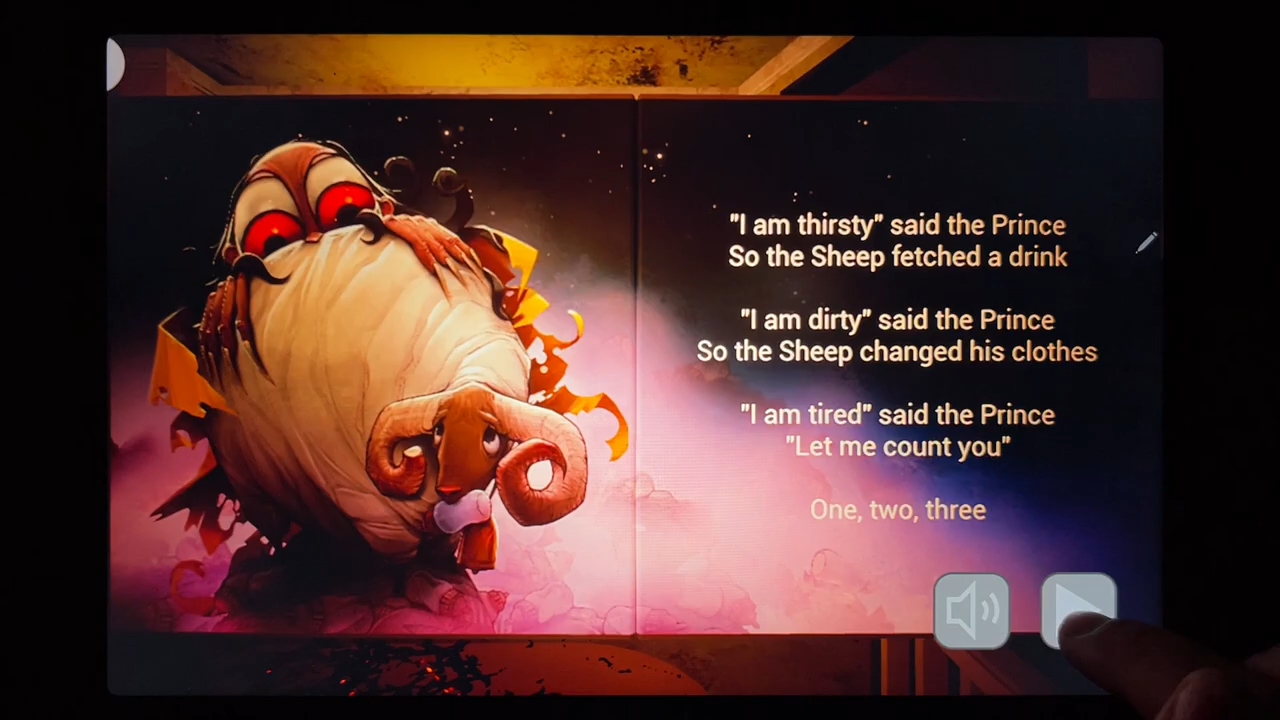 "I am thirsty" said the Prince
So the Sheep fetched a drink
"I am dirty" said the Prince
So the Sheep changed his clothes
"I am tired" said the Prince
"Let me count you"
One, two, three